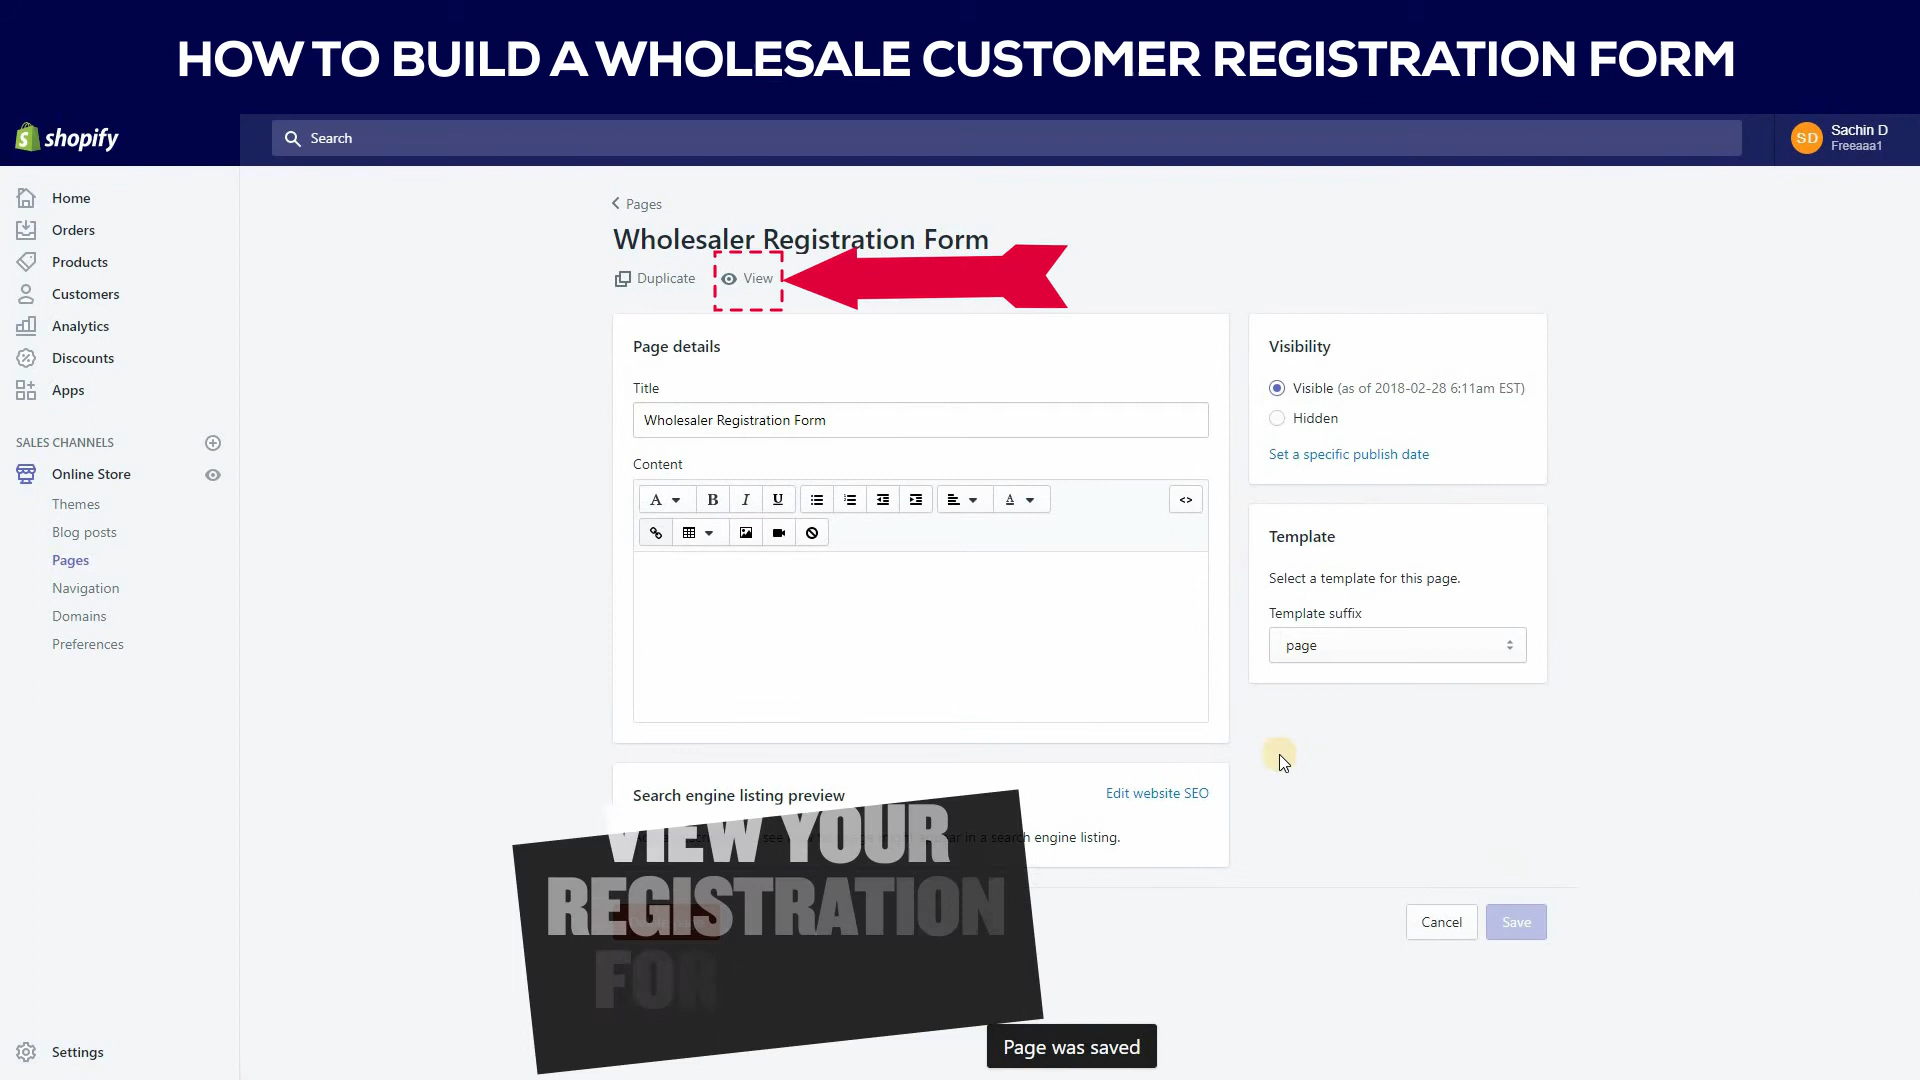 HOW TO BUILD A WHOLESALE CUSTOMER REGISTRATION FORM
shopify
Search
SD
Sachin D
Freeaaa1
Home
Orders
Products
Customers
Analytics
Discounts
Apps
SALES CHANNELS
Online Store
Themes
Blog posts
Pages
Navigation
Domains
Preferences
Settings
Pages
Wholesaler Registration Form
Duplicate
View
Page details
Title
Wholesaler Registration Form
Content
A
B
I
U
A
<>
Search engine listing preview
Edit website SEO
see
in a search engine listing.
VIEW YOUR
REGISTRATION
FOR
Visibility
Visible (as of 2018-02-28 6:11am EST)
Hidden
Set a specific publish date
Template
Select a template for this page.
Template suffix
page
Cancel
Save
Page was saved